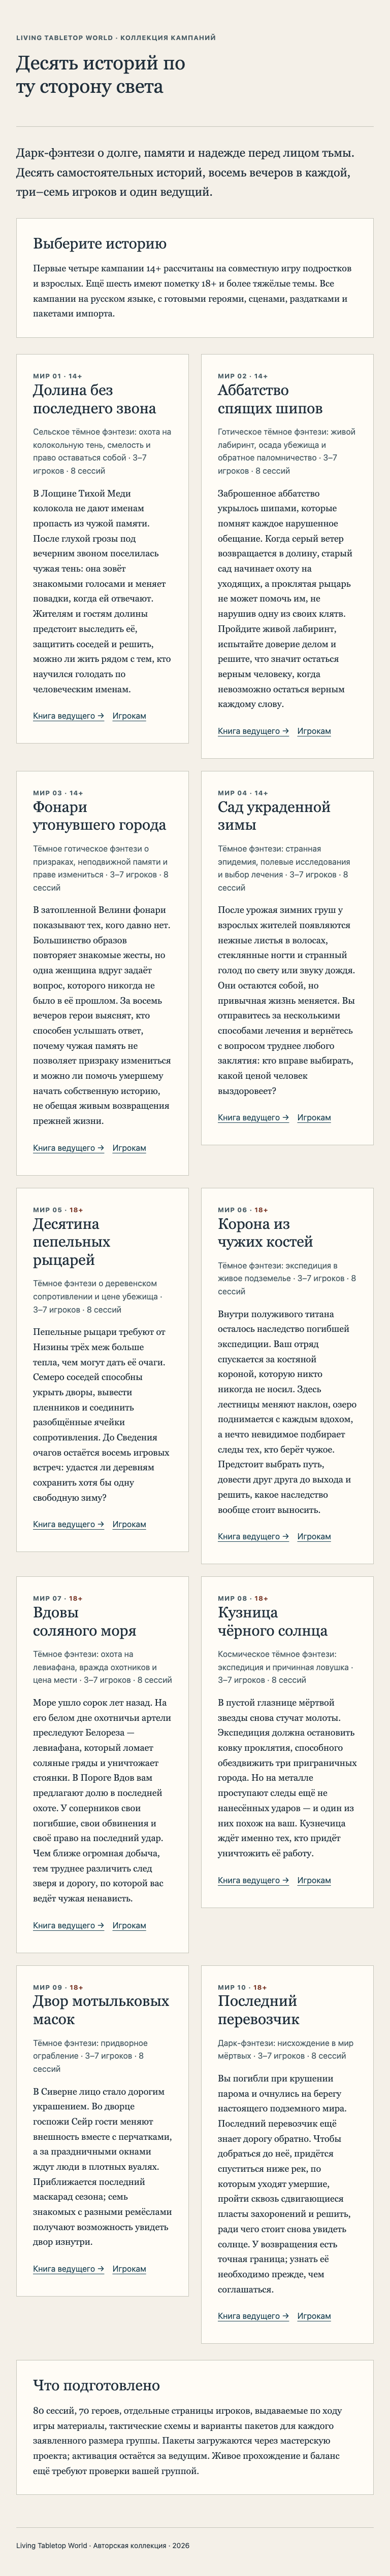 LIVING TABLETOP WORLD · КОЛЛЕКЦИЯ КАМПАНИЙ
Десять историй по
ту сторону света
Дарк-фэнтези о долге, памяти и надежде перед лицом тьмы.
Десять самостоятельных историй, восемь вечеров в каждой,
три–семь игроков и один ведущий.
Выберите историю
Первые четыре кампании 14+ рассчитаны на совместную игру подростков
и взрослых. Ещё шесть имеют пометку 18+ и более тяжёлые темы. Все
кампании на русском языке, с готовыми героями, сценами, раздатками и
пакетами импорта.
МИР 01 · 14+
Долина без
последнего звона
Сельское тёмное фэнтези: охота на
колокольную тень, смелость и
право оставаться собой · 3–7
игроков · 8 сессий
В Лощине Тихой Меди
колокола не дают именам
пропасть из чужой памяти.
После глухой грозы под
вечерним звоном поселилась
чужая тень: она зовёт
знакомыми голосами и меняет
повадки, когда ей отвечают.
Жителям и гостям долины
предстоит выследить её,
защитить соседей и решить,
можно ли жить рядом с тем, кто
научился голодать по
человеческим именам.
Книга ведущего → Игрокам
МИР 02 · 14+
Аббатство
спящих шипов
Готическое тёмное фэнтези: живой
лабиринт, осада убежища и
обратное паломничество · 3–7
игроков · 8 сессий
Заброшенное аббатство
укрылось шипами, которые
помнят каждое нарушенное
обещание. Когда серый ветер
возвращается в долину, старый
сад начинает охоту на
уходящих, а проклятая рыцарь
не может помочь им, не
нарушив одну из своих клятв.
Пройдите живой лабиринт,
испытайте доверие делом и
решите, что значит остаться
верным человеку, когда
невозможно остаться верным
каждому слову.
Книга ведущего → Игрокам
МИР 03 · 14+
Фонари
утонувшего города
Тёмное готическое фэнтези о
призраках, неподвижной памяти и
праве измениться · 3–7 игроков · 8
сессий
В затопленной Велини фонари
показывают тех, кого давно нет.
Большинство образов
повторяет знакомые жесты, но
одна женщина вдруг задаёт
вопрос, которого никогда не
было в её прошлом. За восемь
вечеров герои выяснят, кто
способен услышать ответ,
почему чужая память не
позволяет призраку измениться
и можно ли помочь умершему
начать собственную историю,
не обещая живым возвращения
прежней жизни.
Книга ведущего → Игрокам
МИР 04 · 14+
Сад украденной
зимы
Тёмное фэнтези: странная
эпидемия, полевые исследования
и выбор лечения · 3–7 игроков · 8
сессий
После урожая зимних груш у
взрослых жителей появляются
нежные листья в волосах,
стеклянные ногти и странный
голод по свету или звуку дождя.
Они остаются собой, но
привычная жизнь меняется. Вы
отправитесь за несколькими
способами лечения и вернётесь
с вопросом труднее любого
заклятия: кто вправе выбирать,
какой ценой человек
выздоровеет?
Книга ведущего → Игрокам
МИР 05 · 18+
Десятина
пепельных
рыцарей
Тёмное фэнтези о деревенском
сопротивлении и цене убежища ·
3–7 игроков · 8 сессий
Пепельные рыцари требуют от
Низины трёх меж больше
тепла, чем могут дать её очаги.
Семеро соседей способны
укрыть дворы, вывести
пленников и соединить
разобщённые ячейки
сопротивления. До Сведения
очагов остаётся восемь игровых
встреч: удастся ли деревням
сохранить хотя бы одну
свободную зиму?
Книга ведущего → Игрокам
МИР 06 · 18+
Корона из
чужих костей
Тёмное фэнтези: экспедиция в
живое подземелье · 3–7 игроков · 8
сессий
Внутри полуживого титана
осталось наследство погибшей
экспедиции. Ваш отряд
спускается за костяной
короной, которую никто
никогда не носил. Здесь
лестницы меняют наклон, озеро
поднимается с каждым вдохом,
а нечто невидимое подбирает
следы тех, кто берёт чужое.
Предстоит выбрать путь,
довести друг друга до выхода и
решить, какое наследство
вообще стоит выносить.
Книга ведущего → Игрокам
МИР 07 · 18+
Вдовы
соляного моря
Тёмное фэнтези: охота на
левиафана, вражда охотников и
цена мести · 3–7 игроков · 8 сессий
Море ушло сорок лет назад. На
его белом дне охотничьи артели
преследуют Белореза —
левиафана, который ломает
соляные гряды и уничтожает
стоянки. В Пороге Вдов вам
предлагают долю в последней
охоте. У соперников свои
погибшие, свои обвинения и
своё право на последний удар.
Чем ближе огромная добыча,
тем труднее различить след
зверя и дорогу, по которой вас
ведёт чужая ненависть.
Книга ведущего → Игрокам
МИР 08 · 18+
Кузница
чёрного солнца
Космическое тёмное фэнтези:
экспедиция и причинная ловушка ·
3–7 игроков · 8 сессий
В пустой глазнице мёртвой
звезды снова стучат молоты.
Экспедиция должна остановить
ковку проклятия, способного
обездвижить три приграничных
города. Но на металле
проступают следы ещё не
нанесённых ударов — и один из
них похож на ваш. Кузнечица
ждёт именно тех, кто придёт
уничтожить её работу.
Книга ведущего → Игрокам
МИР 09 · 18+
Двор мотыльковых
масок
Тёмное фэнтези: придворное
ограбление · 3–7 игроков · 8
сессий
В Сиверне лицо стало дорогим
украшением. Во дворце
госпожи Сейр гости меняют
внешность вместе с перчатками,
а за праздничными окнами
ждут люди в плотных вуалях.
Приближается последний
маскарад сезона; семь
знакомых с разными ремёслами
получают возможность увидеть
двор изнутри.
Книга ведущего → Игрокам
МИР 10 · 18+
Последний
перевозчик
Дарк-фэнтези: нисхождение в мир
мёртвых · 3–7 игроков · 8 сессий
Вы погибли при крушении
парома и очнулись на берегу
настоящего подземного мира.
Последний перевозчик ещё
знает дорогу обратно. Чтобы
добраться до неё, придётся
спуститься ниже рек, по
которым уходят умершие,
пройти сквозь сдвигающиеся
пласты захоронений и решить,
ради чего стоит снова увидеть
солнце. У возвращения есть
точная граница; узнать её
необходимо прежде, чем
соглашаться.
Книга ведущего → Игрокам
Что подготовлено
80 сессий, 70 героев, отдельные страницы игроков, выдаваемые по ходу
игры материалы, тактические схемы и варианты пакетов для каждого
заявленного размера группы. Пакеты загружаются через мастерскую
проекта; активация остаётся за ведущим. Живое прохождение и баланс
ещё требуют проверки вашей группой.
Living Tabletop World · Авторская коллекция · 2026